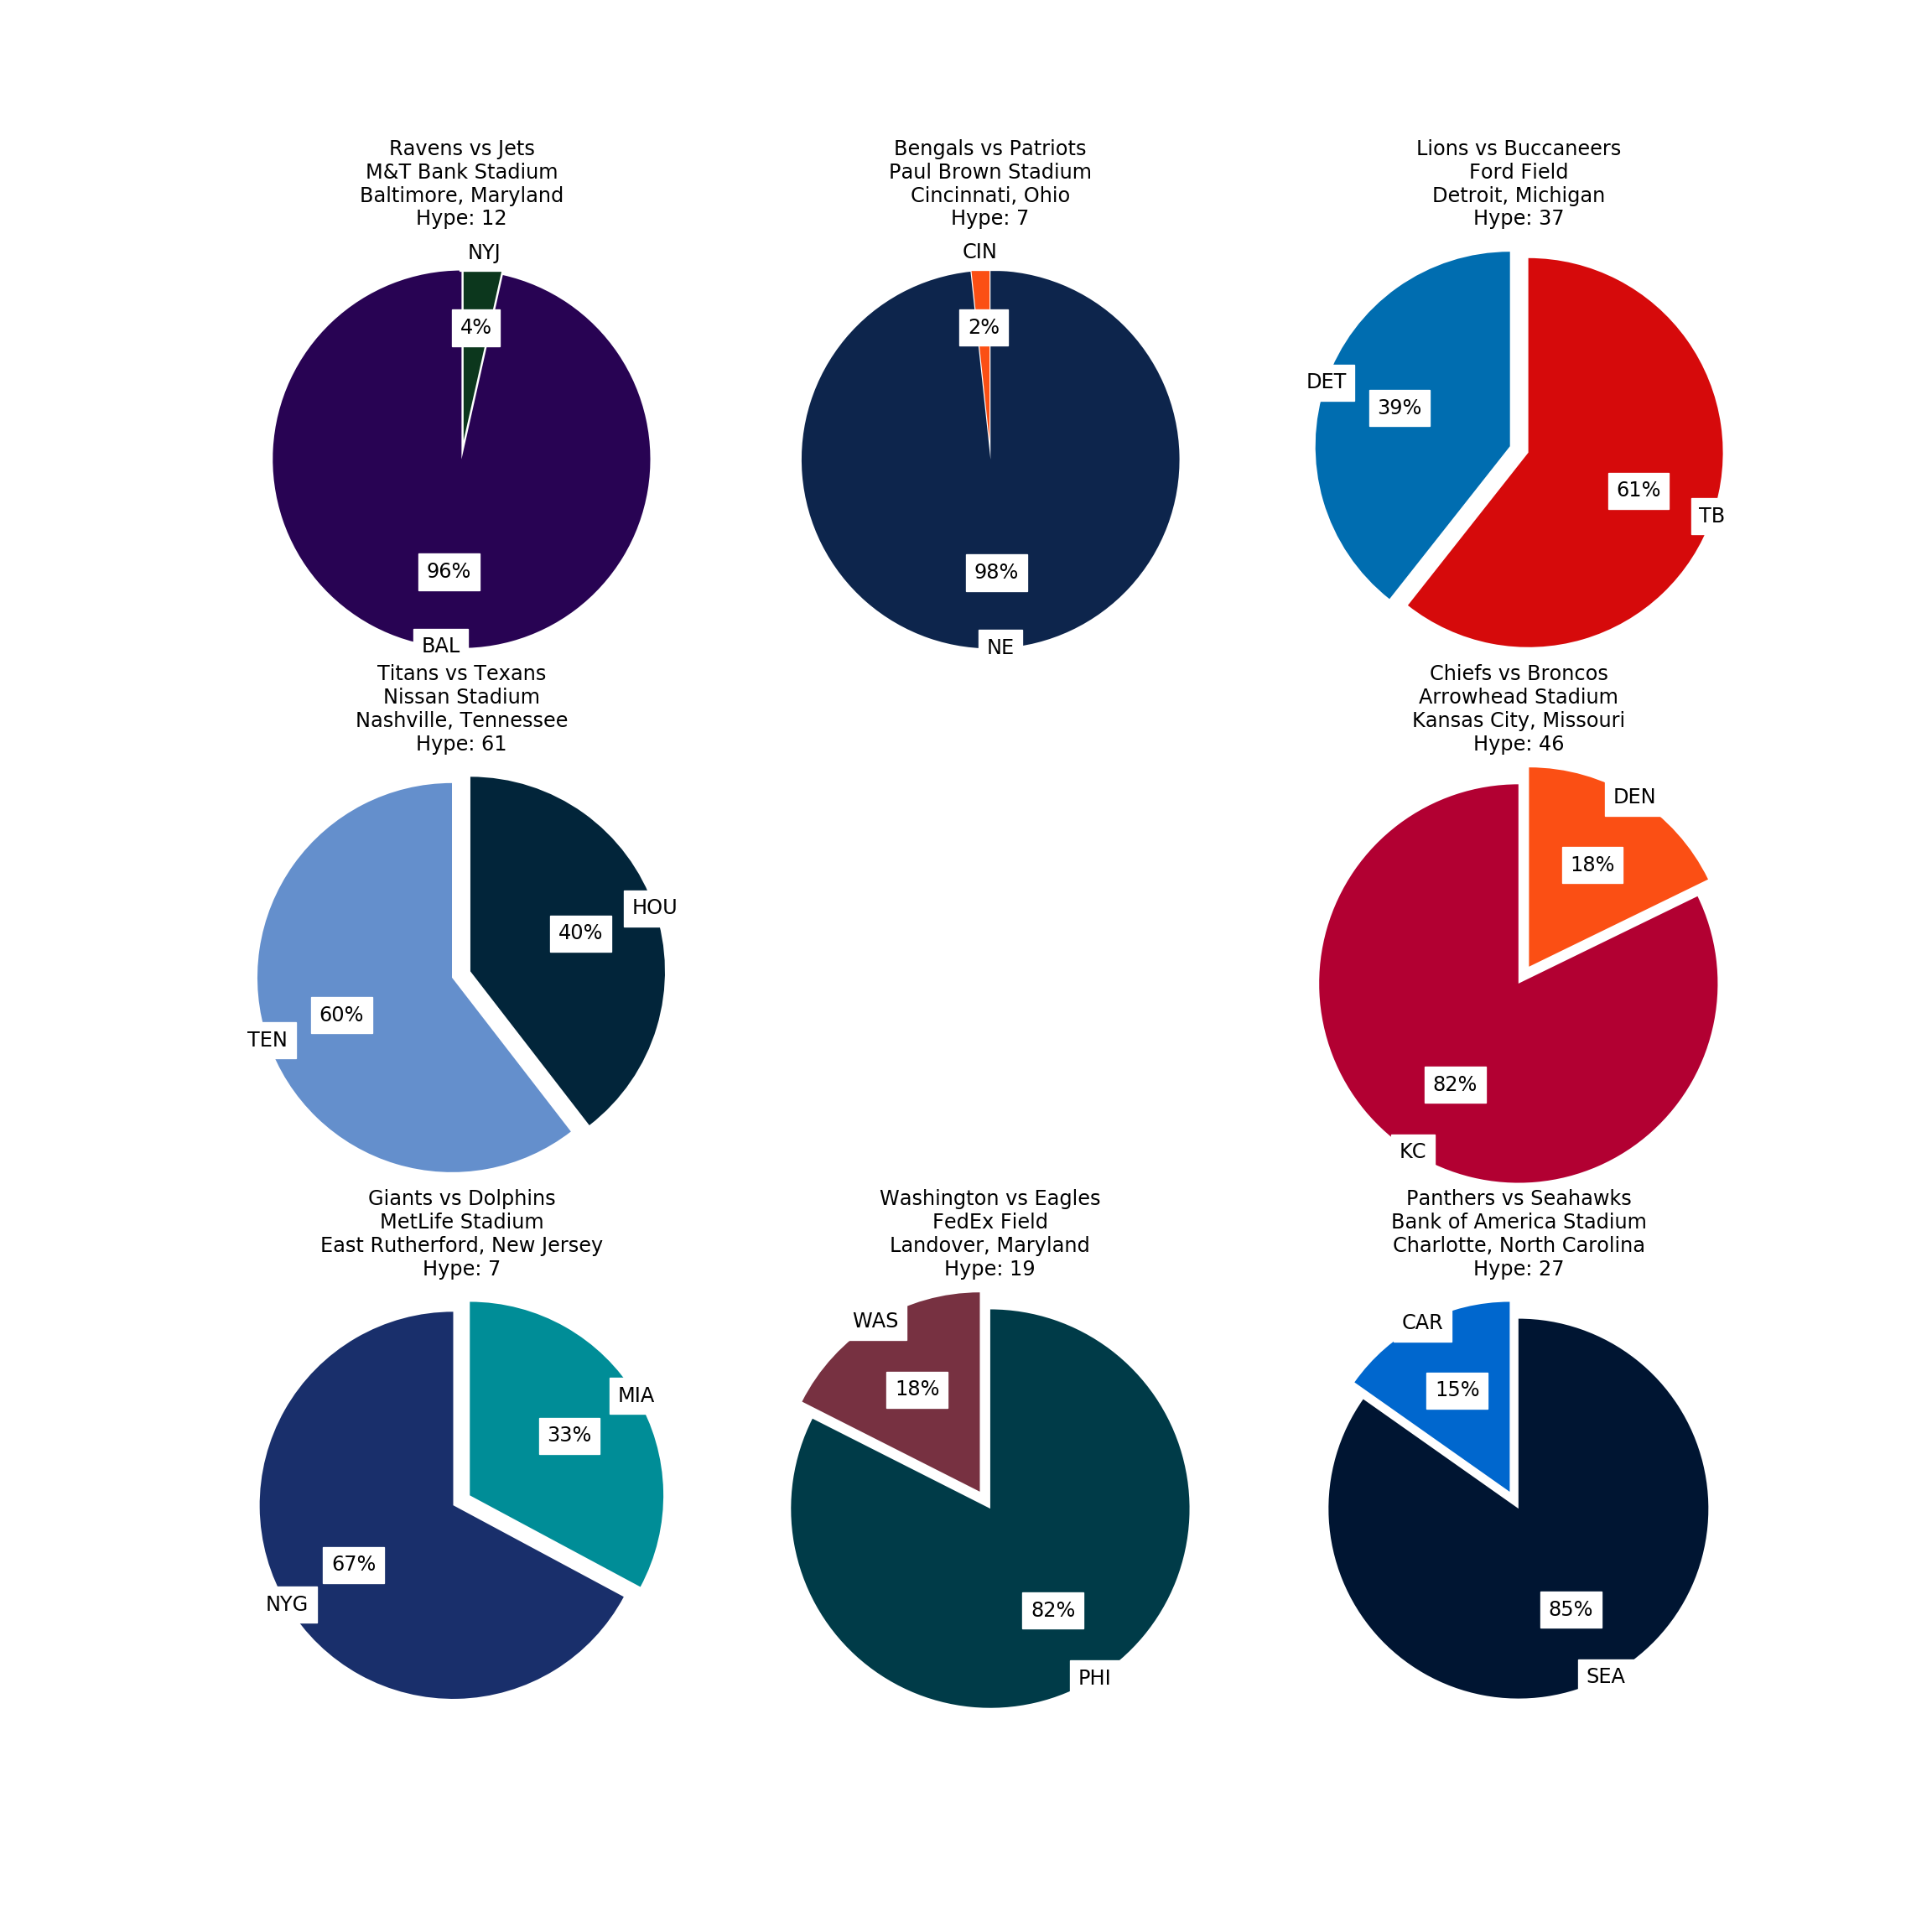 Ravens vs Jets
M&T Bank Stadium
Baltimore, Maryland
Hype: 12
NYJ
4%
96%
BAL
Bengals vs Patriots
Paul Brown Stadium
Cincinnati, Ohio
Hype: 7
CIN
2%
98%
NE
Lions vs Buccaneers
Ford Field
Detroit, Michigan
Hype: 37
DET
39%
61%
TB
Titans vs Texans
Nissan Stadium
Nashville, Tennessee
Hype: 61
HOU
40%
60%
TEN
Chiefs vs Broncos
Arrowhead Stadium
Kansas City, Missouri
Hype: 46
DEN
18%
82%
KC
Giants vs Dolphins
MetLife Stadium
East Rutherford, New Jersey
Hype: 7
MIA
33%
67%
NYG
Washington vs Eagles
FedEx Field
Landover, Maryland
Hype: 19
WAS
18%
82%
PHI
Panthers vs Seahawks
Bank of America Stadium
Charlotte, North Carolina
Hype: 27
CAR
15%
85%
SEA